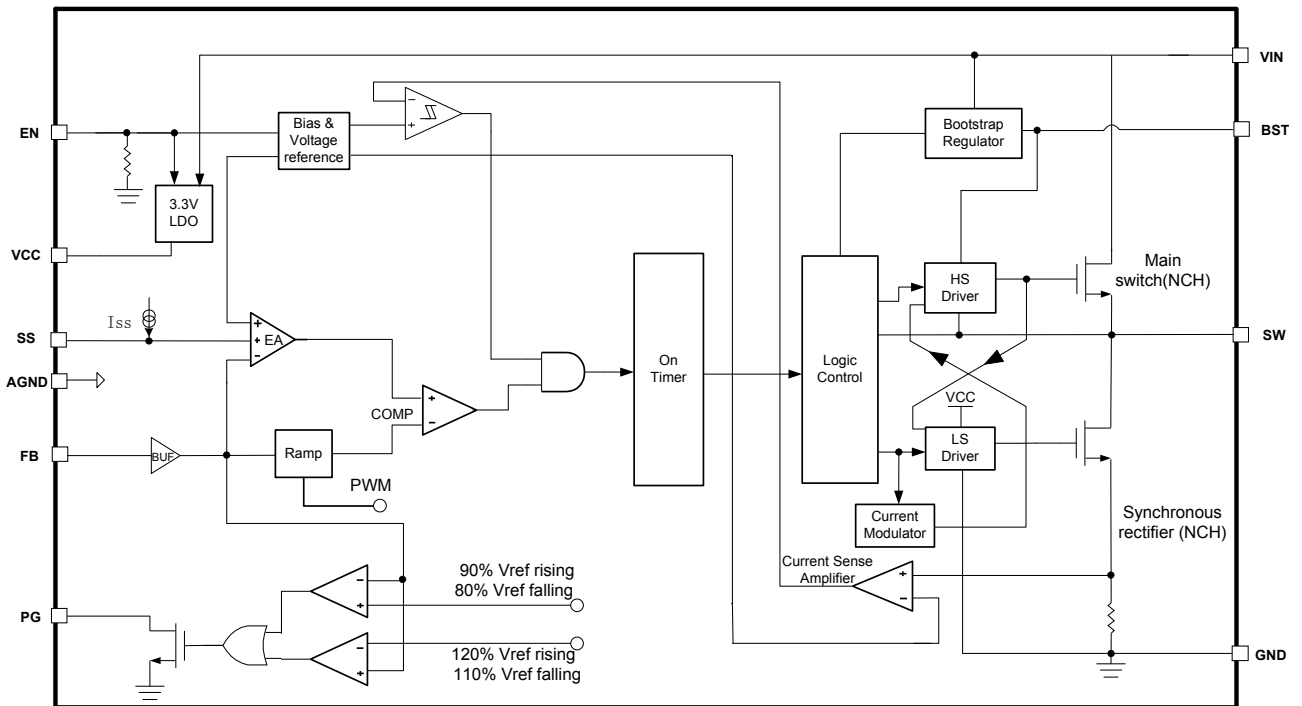 VIN
EN
Bias &
Voltage
reference
-
+
Bootstrap
Regulator
BST
3.3V
LDO
VCC
HS
Driver
Main
switch(NCH)
Iss
SS
+
+
-
EA
On
Timer
Logic
Control
SW
AGND
COMP
+
-
VCC
LS
Driver
FB
BUF
Ramp
PWM
Current
Modulator
Synchronous
rectifier (NCH)
Current Sense
Amplifier
+
-
90% Vref rising
80% Vref falling
-
+
PG
-
+
120% Vref rising
110% Vref falling
GND